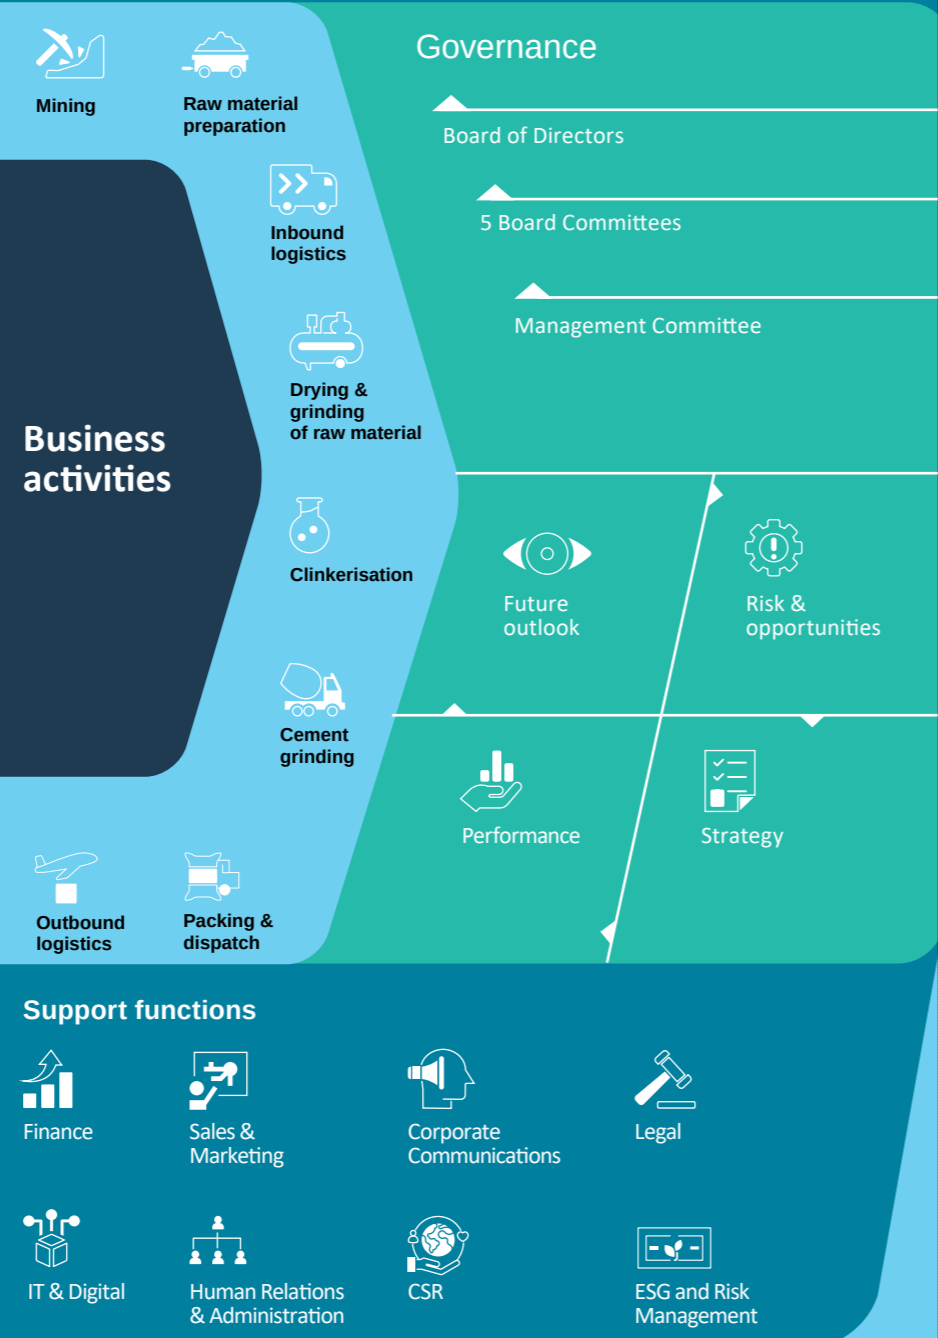 Governance
Mining
Raw material
preparation
Board of Directors
5 Board Committees
Inbound
logistics
Management Committee
Drying &
grinding
of raw material
Business
activities
Clinkerisation
Future
outlook
Risk &
opportunities
Cement
grinding
Performance
Strategy
Outbound
logistics
Packing &
dispatch
Support functions
Finance
Sales &
Marketing
Corporate
Communications
Legal
IT & Digital
Human Relations
& Administration
CSR
ESG and Risk
Management